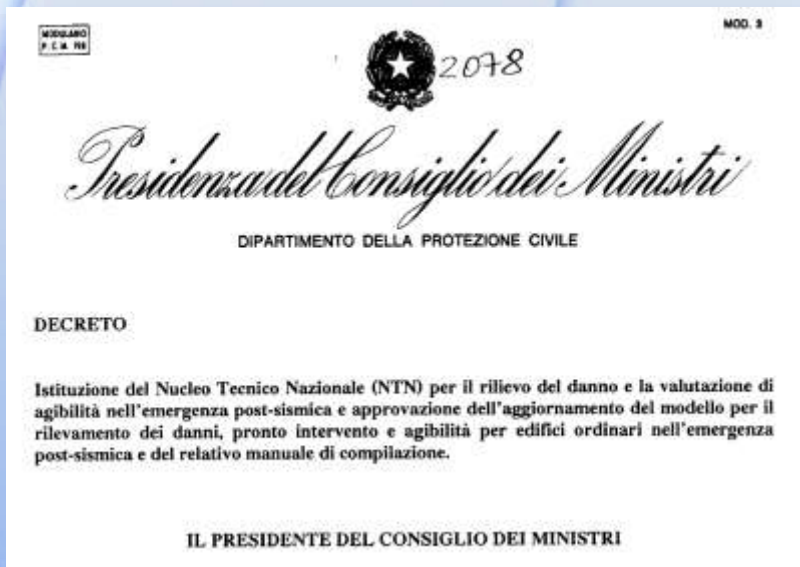 MODULARIO
P. C. M. 198
MOD. 3
2078
Presidenza del Consiglio dei Ministri
DIPARTIMENTO DELLA PROTEZIONE CIVILE
DECRETO
Istituzione del Nucleo Tecnico Nazionale (NTN) per il rilievo del danno e la valutazione di
agibilità nell'emergenza post-sismica e approvazione dell'aggiornamento del modello per il
rilevamento dei danni, pronto intervento e agibilità per edifici ordinari nell'emergenza
post-sismica e del relativo manuale di compilazione.
IL PRESIDENTE DEL CONSIGLIO DEI MINISTRI